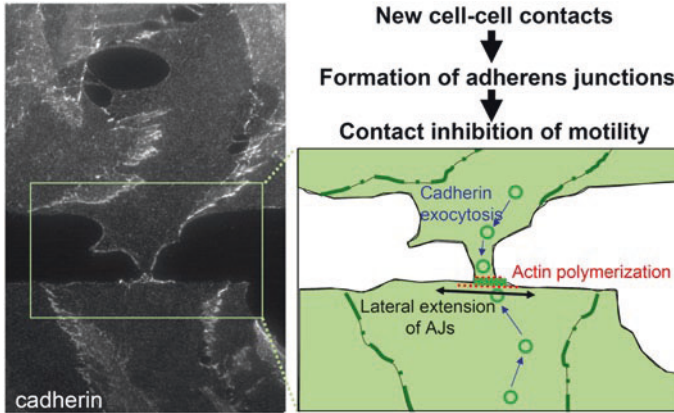 New cell-cell contacts
Formation of adherens junctions
Contact inhibition of motility
Cadherin
exocytosis
Actin polymerization
Lateral extension
of AJs
cadherin